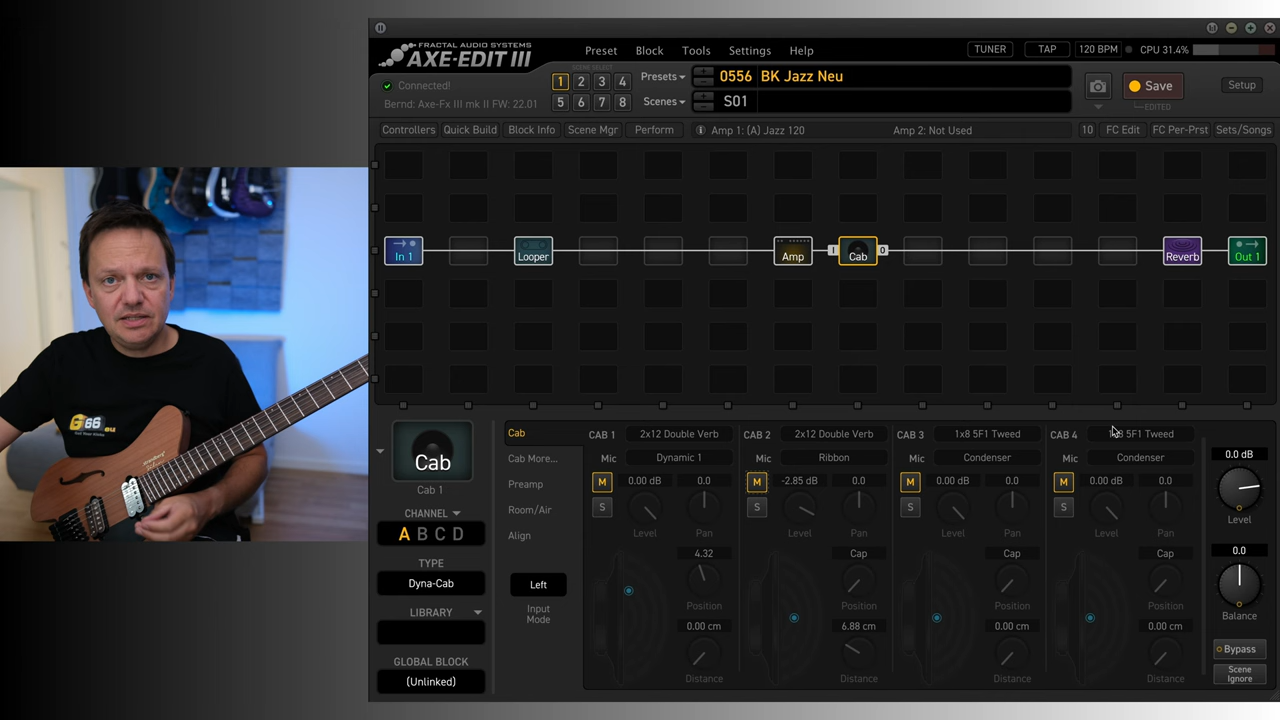 FRACTAL AUDIO SYSTEMS
AXE-EDIT III
Preset Block Tools Settings Help
TUNER TAP 120 BPM CPU 31.4%
SCENE SELECT
1 2 3 4
5 6 7 8
Presets 0556 BK Jazz Neu
Scenes S01
Save
EDITED
Setup
Connected!
Bernd: Axe-Fx III mk II FW: 22.01
Controllers Quick Build Block Info Scene Mgr Perform Amp 1: (A) Jazz 120 Amp 2: Not Used 10 FC Edit FC Per-Prst Sets/Songs
In 1 Looper Amp I Cab O Reverb Out 1
G66.eu
Cab
Cab 1
CHANNEL
A B C D
TYPE
Dyna-Cab
LIBRARY
GLOBAL BLOCK
(Unlinked)
Cab
Cab More...
Preamp
Room/Air
Align
Left
Input
Mode
CAB 1 2x12 Double Verb
Mic Dynamic 1
M 0.00 dB 0.0
S
Level Pan
4.32
Position
0.00 cm
Distance
CAB 2 2x12 Double Verb
Mic Ribbon
M -2.85 dB 0.0
S
Level Pan
Cap
Position
6.88 cm
Distance
CAB 3 1x8 5F1 Tweed
Mic Condenser
M 0.00 dB 0.0
S
Level Pan
Cap
Position
0.00 cm
Distance
CAB 4 1x8 5F1 Tweed
Mic Condenser
M 0.00 dB 0.0
S
Level Pan
Cap
Position
0.00 cm
Distance
0.0 dB
Level
0.0
Balance
Bypass
Scene
Ignore